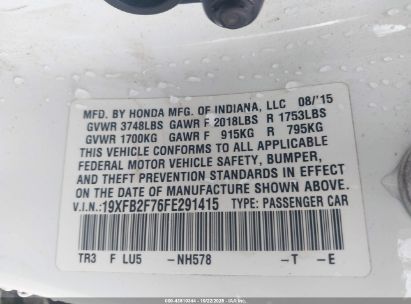 MFD. BY HONDA MFG. OF INDIANA, LLC 08/'15
GVWR 3748LBS GAWR F 2018LBS R 1753LBS
GVWR 1700KG GAWR F 915KG R 795KG
THIS VEHICLE CONFORMS TO ALL APPLICABLE
FEDERAL MOTOR VEHICLE SAFETY, BUMPER,
AND THEFT PREVENTION STANDARDS IN EFFECT
ON THE DATE OF MANUFACTURE SHOWN ABOVE.
V.I.N.: 19XFB2F76FE291415 TYPE: PASSENGER CAR
TR3 F LU5 -NH578 -T -E